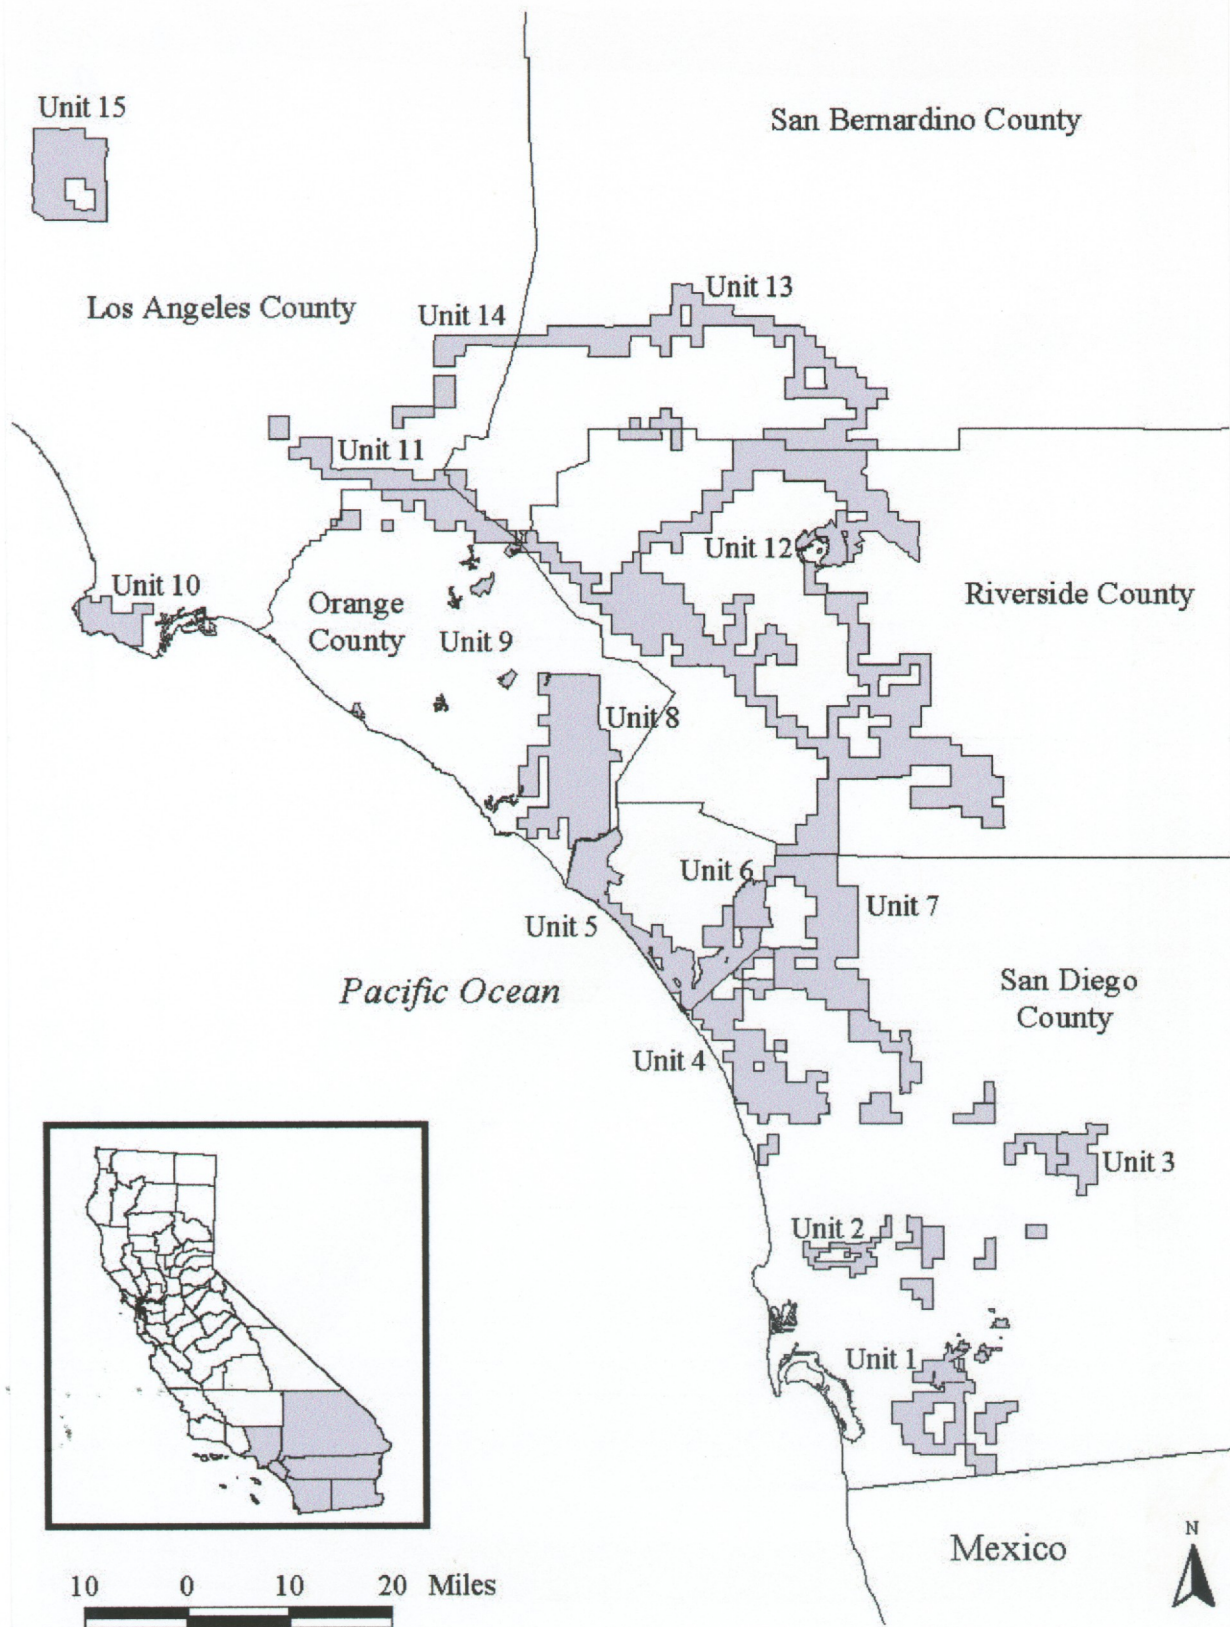 Unit 15
San Bernardino County
Unit 13
Los Angeles County
Unit 14
Unit 11
Unit 12
Unit 10
Orange
County
Riverside County
Unit 9
Unit 8
Unit 6
Unit 7
Unit 5
Pacific Ocean
San Diego
County
Unit 4
Unit 3
Unit 2
Unit 1
Mexico
N
10 0 10 20 Miles